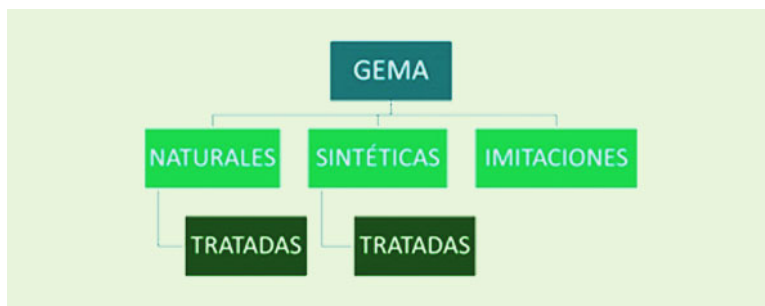 GEMA
NATURALES
SINTÉTICAS
IMITACIONES
TRATADAS
TRATADAS